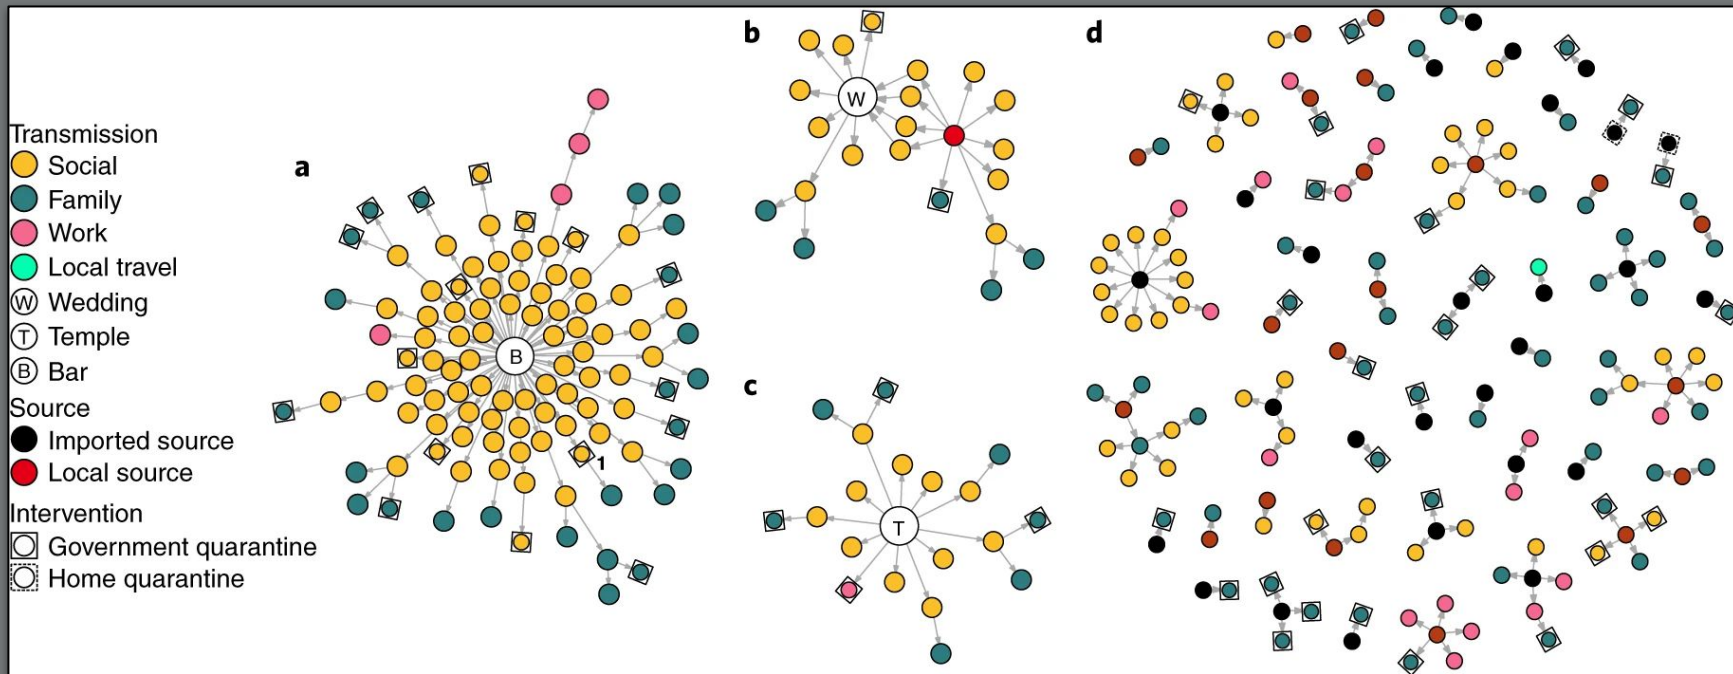 a
b
c
d
Transmission
Social
Family
Work
Local travel
W Wedding
T Temple
B Bar
Source
Imported source
Local source
Intervention
Government quarantine
Home quarantine
B
1
W
T